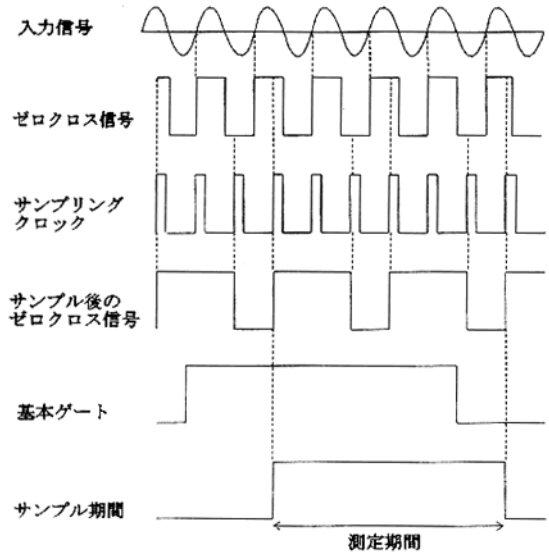 入力信号
ゼロクロス信号
サンプリング
クロック
サンプル後の
ゼロクロス信号
基本ゲート
サンプル期間
測定期間